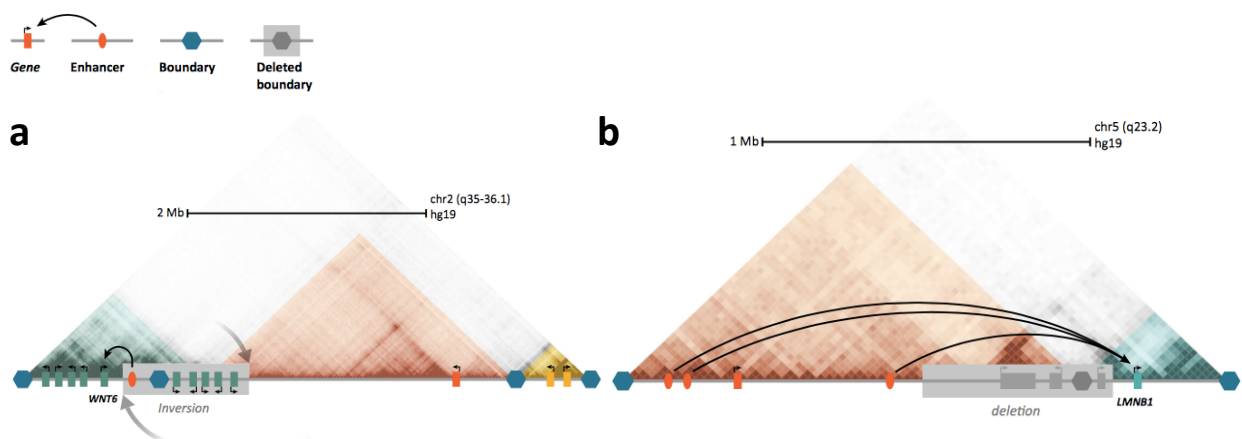 Gene
Enhancer
Boundary
Deleted
boundary
a
2 Mb
chr2 (q35-36.1)
hg19
WNT6
Inversion
b
1 Mb
chr5 (q23.2)
hg19
LMNB1
deletion